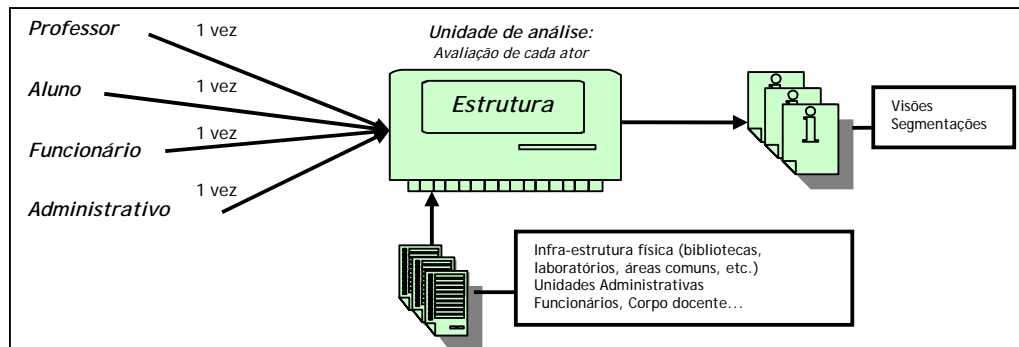 Professor
1 vez
Unidade de análise:
Avaliação de cada ator
Aluno
1 vez
Estrutura
Visões
Segmentações
Funcionário
1 vez
Administrativo
1 vez
Infra-estrutura física (bibliotecas,
laboratórios, áreas comuns, etc.)
Unidades Administrativas
Funcionários, Corpo docente...